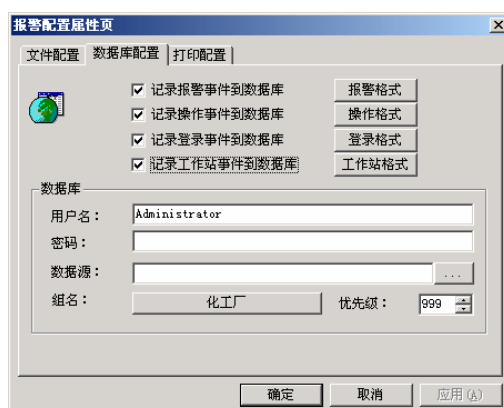 报警配置属性页
文件配置 数据库配置 打印配置
记录报警事件到数据库 报警格式
记录操作事件到数据库 操作格式
记录登录事件到数据库 登录格式
记录工作站事件到数据库 工作站格式
数据库
用户名： Administrator
密码：
数据源： ...
组名： 化工厂 优先级： 999
确定 取消 应用(A)